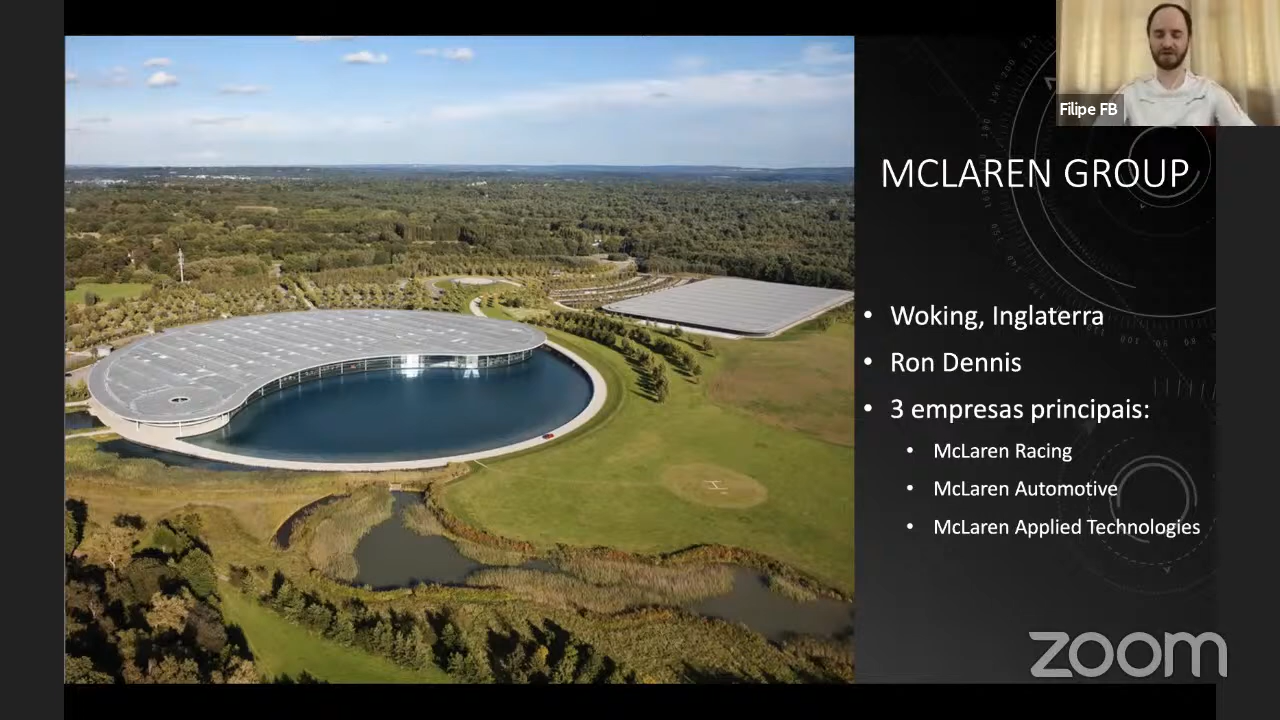 Filipe FB
MCLAREN GROUP
• Woking, Inglaterra
• Ron Dennis
• 3 empresas principais:
• McLaren Racing
• McLaren Automotive
• McLaren Applied Technologies
zoom